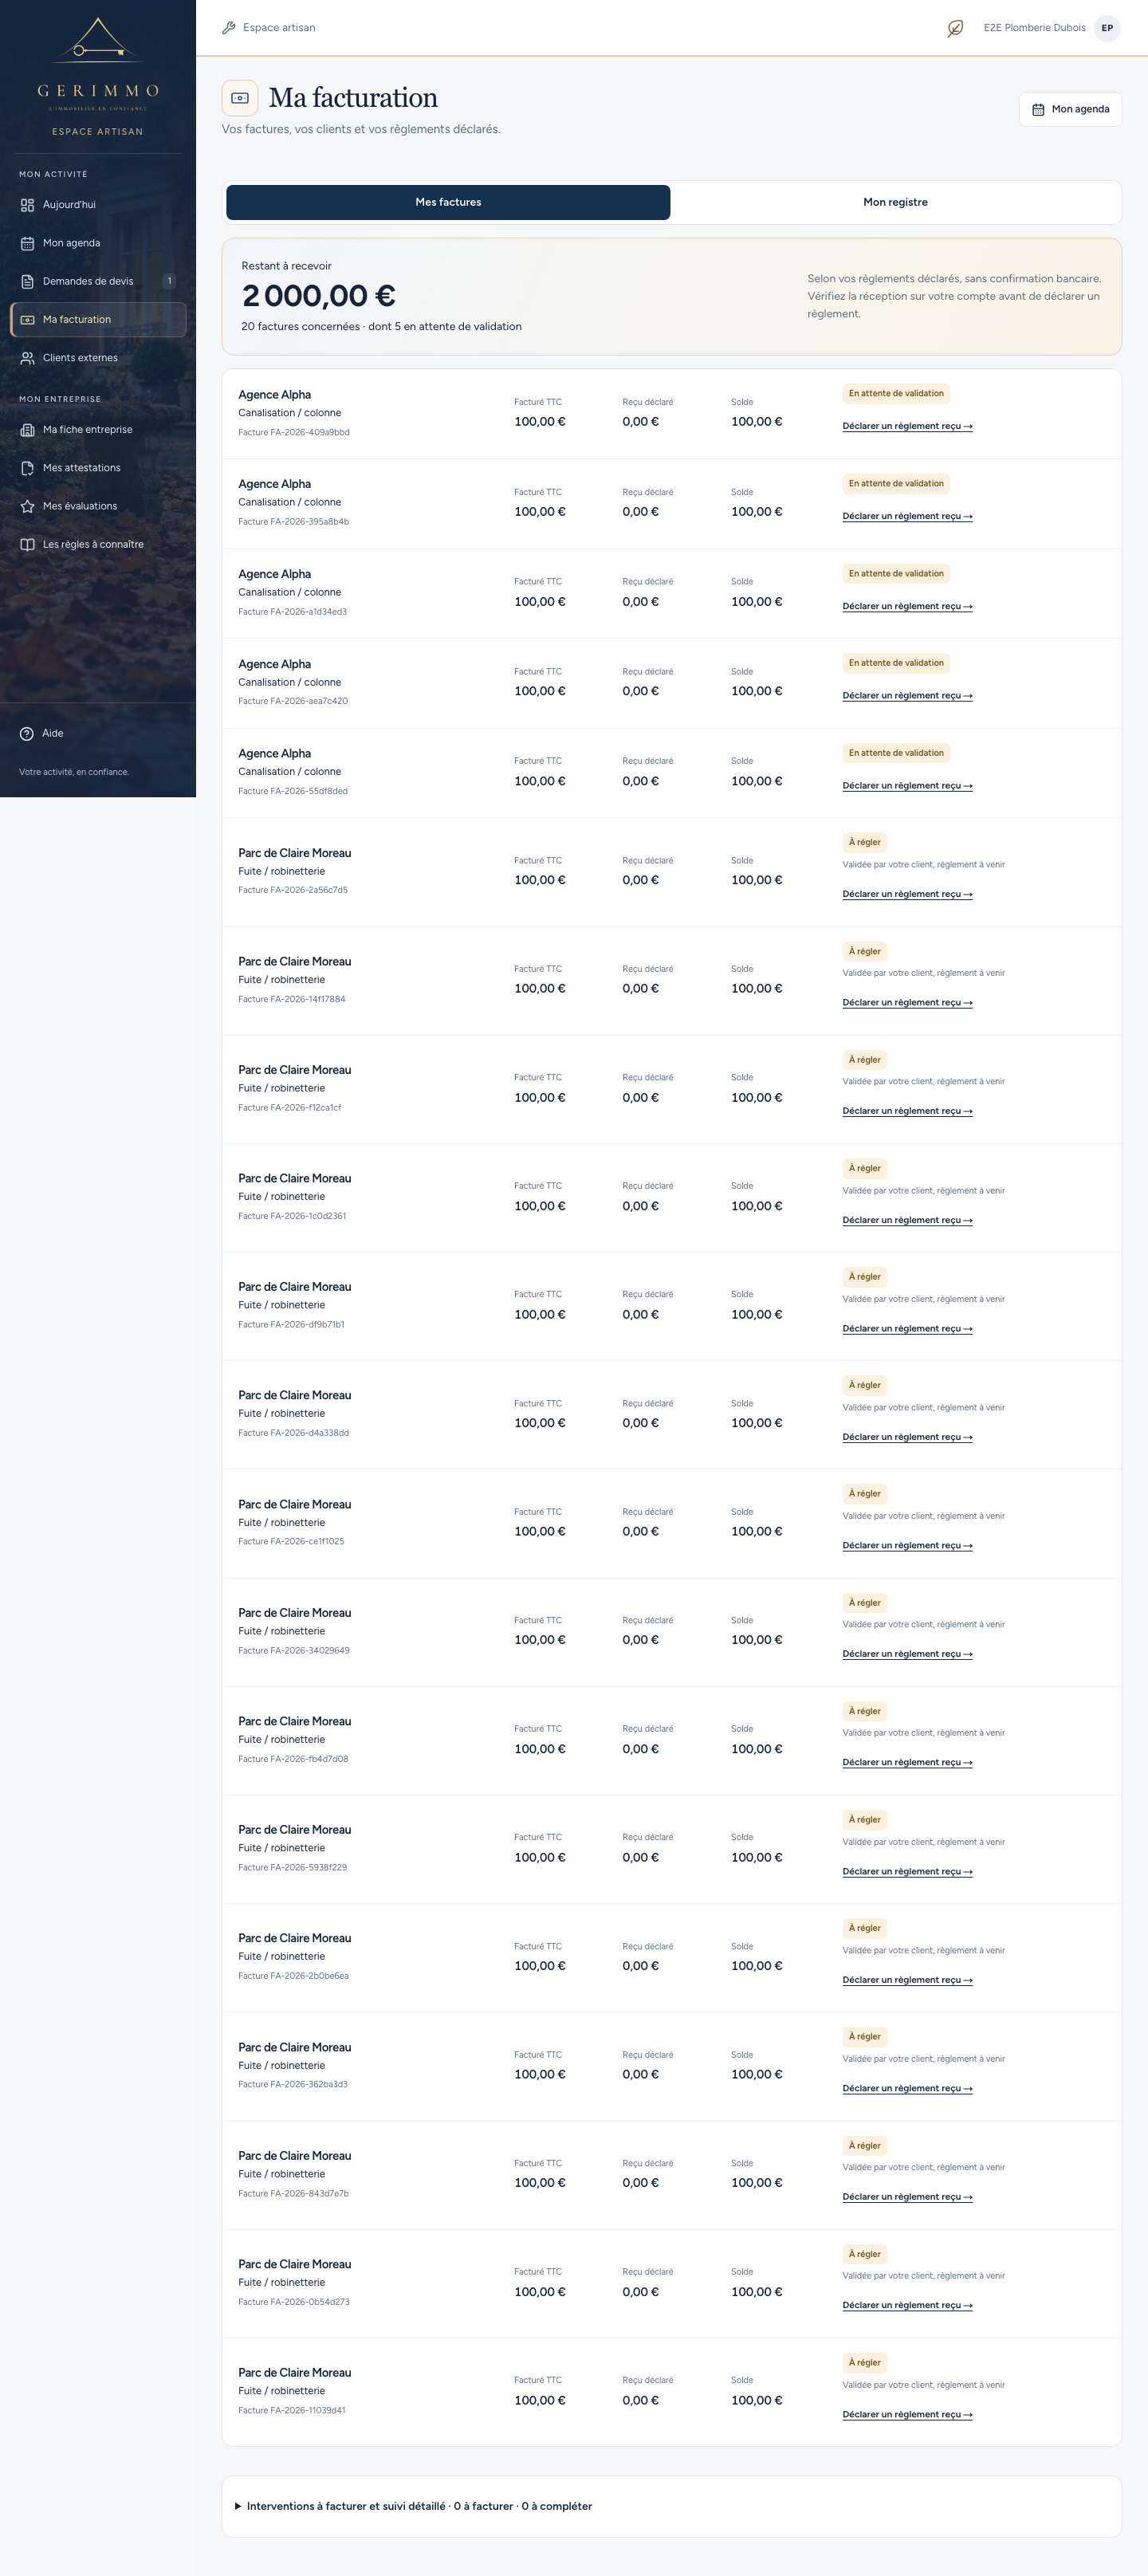 GERIMMO
L'IMMOBILIER EN CONFIANCE
ESPACE ARTISAN
MON ACTIVITÉ
Aujourd'hui
Mon agenda
Demandes de devis 1
Ma facturation
Clients externes
MON ENTREPRISE
Ma fiche entreprise
Mes attestations
Mes évaluations
Les règles à connaître
Aide
Votre activité, en confiance.
Espace artisan
E2E Plomberie Dubois EP
Ma facturation
Vos factures, vos clients et vos règlements déclarés.
Mon agenda
Mes factures
Mon registre
Restant à recevoir
2 000,00 €
20 factures concernées · dont 5 en attente de validation
Selon vos règlements déclarés, sans confirmation bancaire.
Vérifiez la réception sur votre compte avant de déclarer un
règlement.
Agence Alpha
Canalisation / colonne
Facture FA-2026-409a9bbd
Facturé TTC Reçu déclaré Solde
100,00 € 0,00 € 100,00 €
En attente de validation
Déclarer un règlement reçu →
Agence Alpha
Canalisation / colonne
Facture FA-2026-395a8b4b
Facturé TTC Reçu déclaré Solde
100,00 € 0,00 € 100,00 €
En attente de validation
Déclarer un règlement reçu →
Agence Alpha
Canalisation / colonne
Facture FA-2026-a1d34ed3
Facturé TTC Reçu déclaré Solde
100,00 € 0,00 € 100,00 €
En attente de validation
Déclarer un règlement reçu →
Agence Alpha
Canalisation / colonne
Facture FA-2026-aea7c420
Facturé TTC Reçu déclaré Solde
100,00 € 0,00 € 100,00 €
En attente de validation
Déclarer un règlement reçu →
Agence Alpha
Canalisation / colonne
Facture FA-2026-55df8ded
Facturé TTC Reçu déclaré Solde
100,00 € 0,00 € 100,00 €
En attente de validation
Déclarer un règlement reçu →
Parc de Claire Moreau
Fuite / robinetterie
Facture FA-2026-2a56c7d5
Facturé TTC Reçu déclaré Solde
100,00 € 0,00 € 100,00 €
À régler
Validée par votre client, règlement à venir
Déclarer un règlement reçu →
Parc de Claire Moreau
Fuite / robinetterie
Facture FA-2026-14f17884
Facturé TTC Reçu déclaré Solde
100,00 € 0,00 € 100,00 €
À régler
Validée par votre client, règlement à venir
Déclarer un règlement reçu →
Parc de Claire Moreau
Fuite / robinetterie
Facture FA-2026-f12ca1cf
Facturé TTC Reçu déclaré Solde
100,00 € 0,00 € 100,00 €
À régler
Validée par votre client, règlement à venir
Déclarer un règlement reçu →
Parc de Claire Moreau
Fuite / robinetterie
Facture FA-2026-1c0d2361
Facturé TTC Reçu déclaré Solde
100,00 € 0,00 € 100,00 €
À régler
Validée par votre client, règlement à venir
Déclarer un règlement reçu →
Parc de Claire Moreau
Fuite / robinetterie
Facture FA-2026-df9b71b1
Facturé TTC Reçu déclaré Solde
100,00 € 0,00 € 100,00 €
À régler
Validée par votre client, règlement à venir
Déclarer un règlement reçu →
Parc de Claire Moreau
Fuite / robinetterie
Facture FA-2026-d4a338dd
Facturé TTC Reçu déclaré Solde
100,00 € 0,00 € 100,00 €
À régler
Validée par votre client, règlement à venir
Déclarer un règlement reçu →
Parc de Claire Moreau
Fuite / robinetterie
Facture FA-2026-ce1f1025
Facturé TTC Reçu déclaré Solde
100,00 € 0,00 € 100,00 €
À régler
Validée par votre client, règlement à venir
Déclarer un règlement reçu →
Parc de Claire Moreau
Fuite / robinetterie
Facture FA-2026-34029649
Facturé TTC Reçu déclaré Solde
100,00 € 0,00 € 100,00 €
À régler
Validée par votre client, règlement à venir
Déclarer un règlement reçu →
Parc de Claire Moreau
Fuite / robinetterie
Facture FA-2026-fb4d7d08
Facturé TTC Reçu déclaré Solde
100,00 € 0,00 € 100,00 €
À régler
Validée par votre client, règlement à venir
Déclarer un règlement reçu →
Parc de Claire Moreau
Fuite / robinetterie
Facture FA-2026-5938f229
Facturé TTC Reçu déclaré Solde
100,00 € 0,00 € 100,00 €
À régler
Validée par votre client, règlement à venir
Déclarer un règlement reçu →
Parc de Claire Moreau
Fuite / robinetterie
Facture FA-2026-2b0be6ea
Facturé TTC Reçu déclaré Solde
100,00 € 0,00 € 100,00 €
À régler
Validée par votre client, règlement à venir
Déclarer un règlement reçu →
Parc de Claire Moreau
Fuite / robinetterie
Facture FA-2026-362ba3d3
Facturé TTC Reçu déclaré Solde
100,00 € 0,00 € 100,00 €
À régler
Validée par votre client, règlement à venir
Déclarer un règlement reçu →
Parc de Claire Moreau
Fuite / robinetterie
Facture FA-2026-843d7e7b
Facturé TTC Reçu déclaré Solde
100,00 € 0,00 € 100,00 €
À régler
Validée par votre client, règlement à venir
Déclarer un règlement reçu →
Parc de Claire Moreau
Fuite / robinetterie
Facture FA-2026-0b54d273
Facturé TTC Reçu déclaré Solde
100,00 € 0,00 € 100,00 €
À régler
Validée par votre client, règlement à venir
Déclarer un règlement reçu →
Parc de Claire Moreau
Fuite / robinetterie
Facture FA-2026-11039d41
Facturé TTC Reçu déclaré Solde
100,00 € 0,00 € 100,00 €
À régler
Validée par votre client, règlement à venir
Déclarer un règlement reçu →
Interventions à facturer et suivi détaillé · 0 à facturer · 0 à compléter